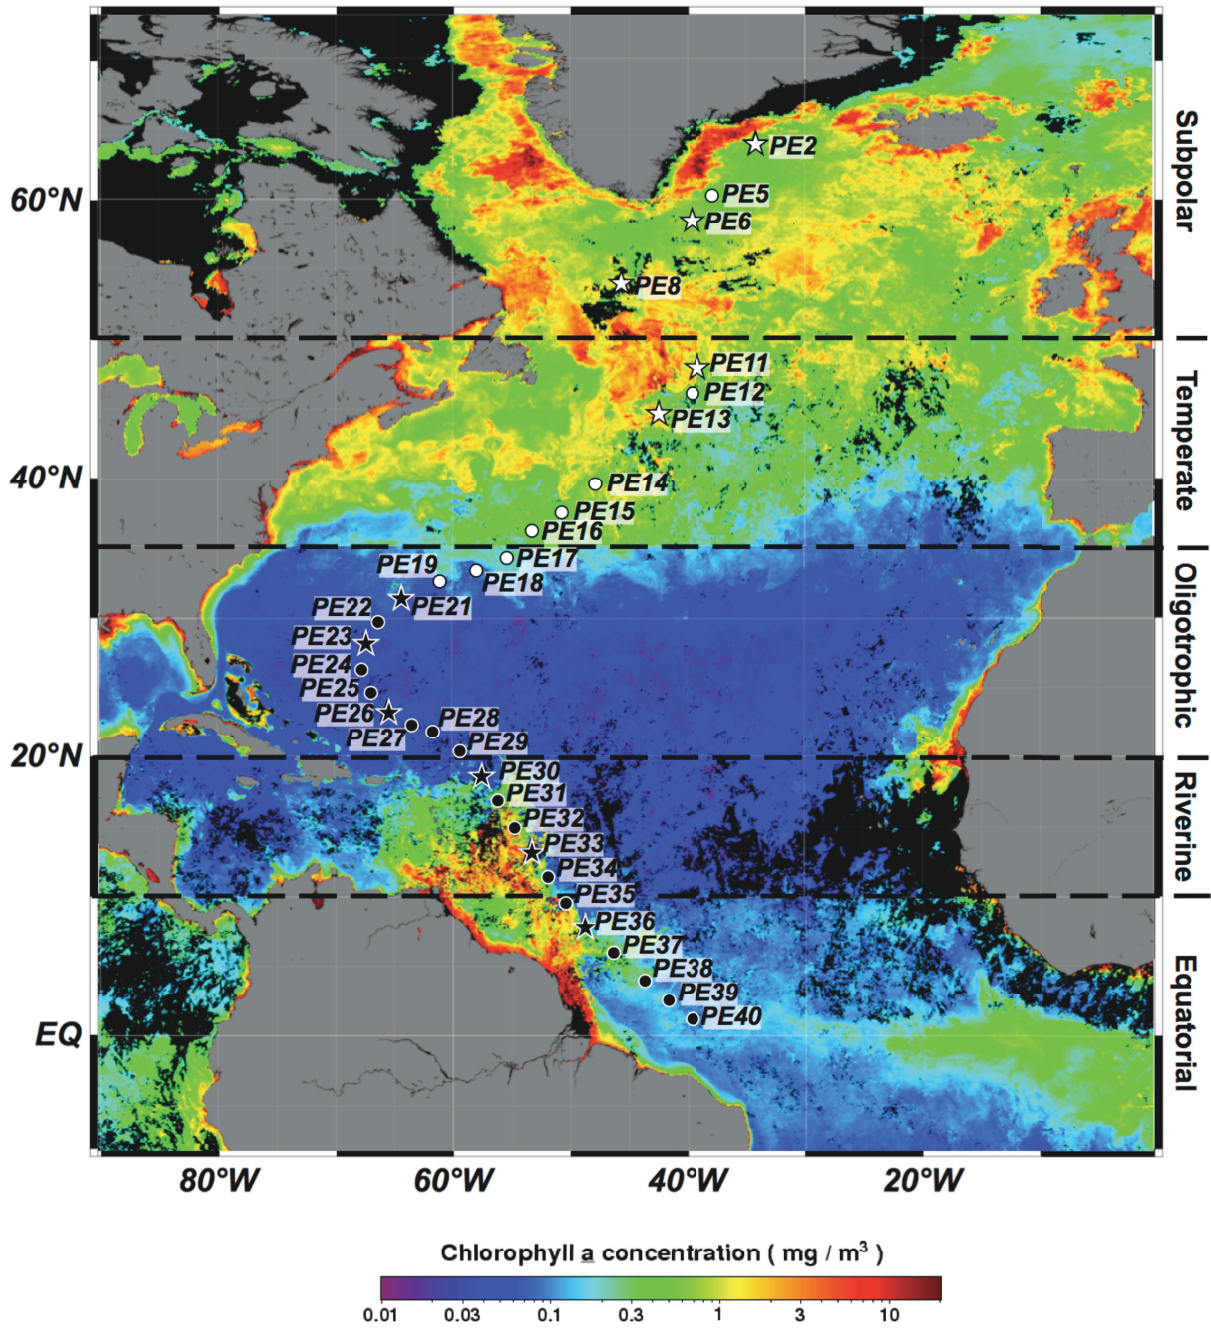 Subpolar
PE2
60°N
PE5
PE6
PE8
Temperate
PE11
PE12
PE13
40°N
PE14
PE15
PE16
Oligotrophic
PE17
PE19
PE18
PE21
PE22
PE23
PE24
PE25
PE26
PE28
PE27
PE29
20°N
Riverine
PE30
PE31
PE32
PE33
PE34
PE35
Equatorial
PE36
PE37
PE38
PE39
PE40
EQ
80°W 60°W 40°W 20°W
Chlorophyll a concentration ( mg / m³ )
0.01 0.03 0.1 0.3 1 3 10